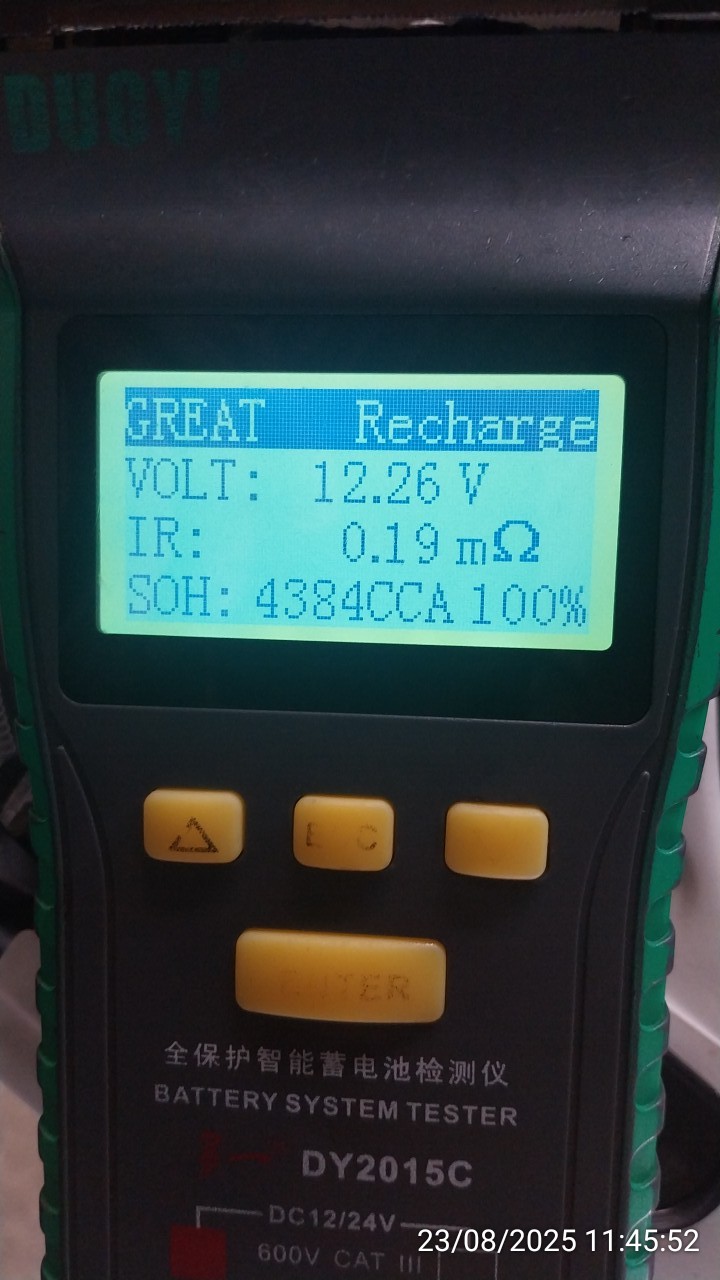 DUOYI
GREAT Recharge
VOLT: 12.26 V
IR: 0.19 mΩ
SOH: 4384CCA 100%
E C
ENTER
全保护智能蓄电池检测仪
BATTERY SYSTEM TESTER
DY2015C
DC12/24V
600V CAT III
23/08/2025 11:45:52